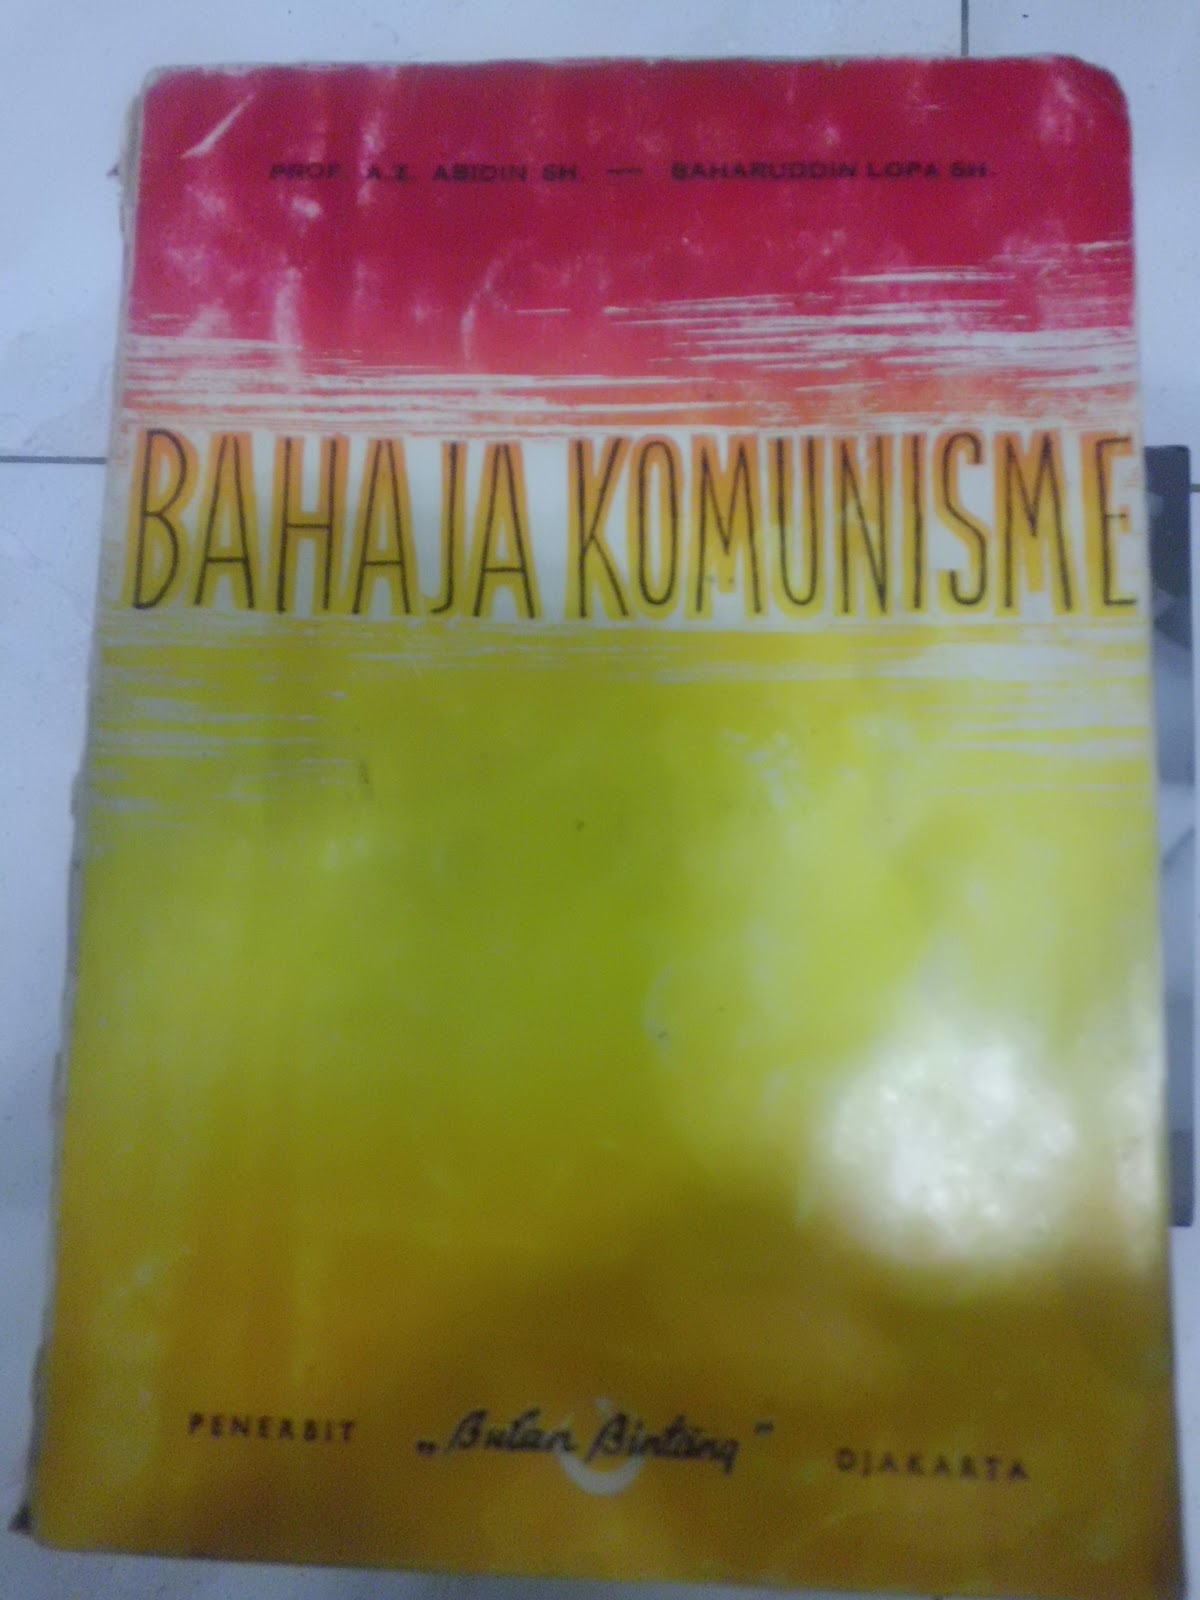 PROF. A.Z. ABIDIN SH. — BAHARUDDIN LOPA SH.
BAHAJA KOMUNISME
PENERBIT „Bulan Bintang” DJAKARTA